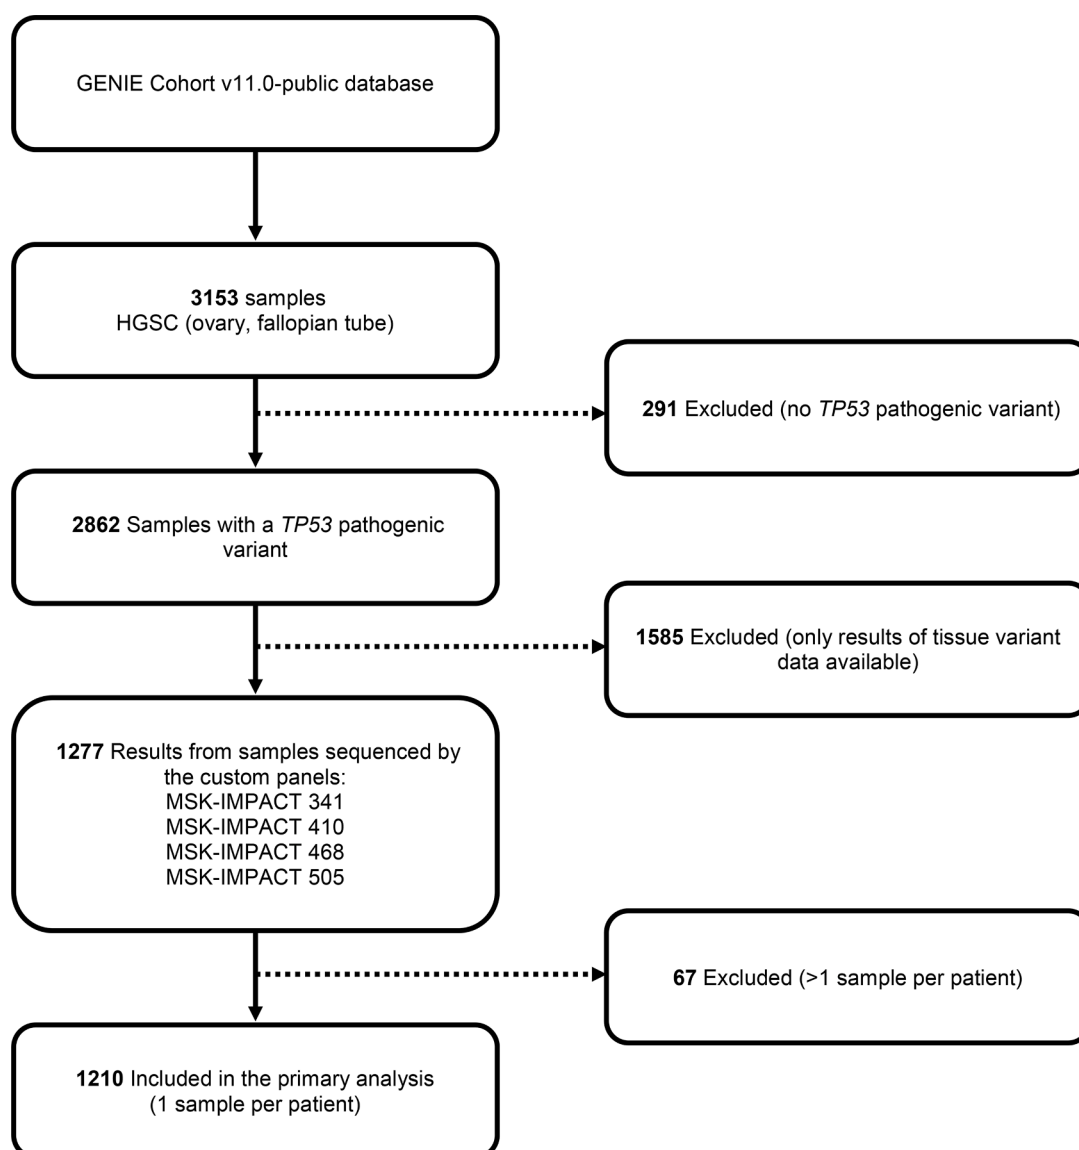 GENIE Cohort v11.0-public database
3153 samples
HGSC (ovary, fallopian tube)
291 Excluded (no TP53 pathogenic variant)
2862 Samples with a TP53 pathogenic
variant
1585 Excluded (only results of tissue variant
data available)
1277 Results from samples sequenced by
the custom panels:
MSK-IMPACT 341
MSK-IMPACT 410
MSK-IMPACT 468
MSK-IMPACT 505
67 Excluded (>1 sample per patient)
1210 Included in the primary analysis
(1 sample per patient)